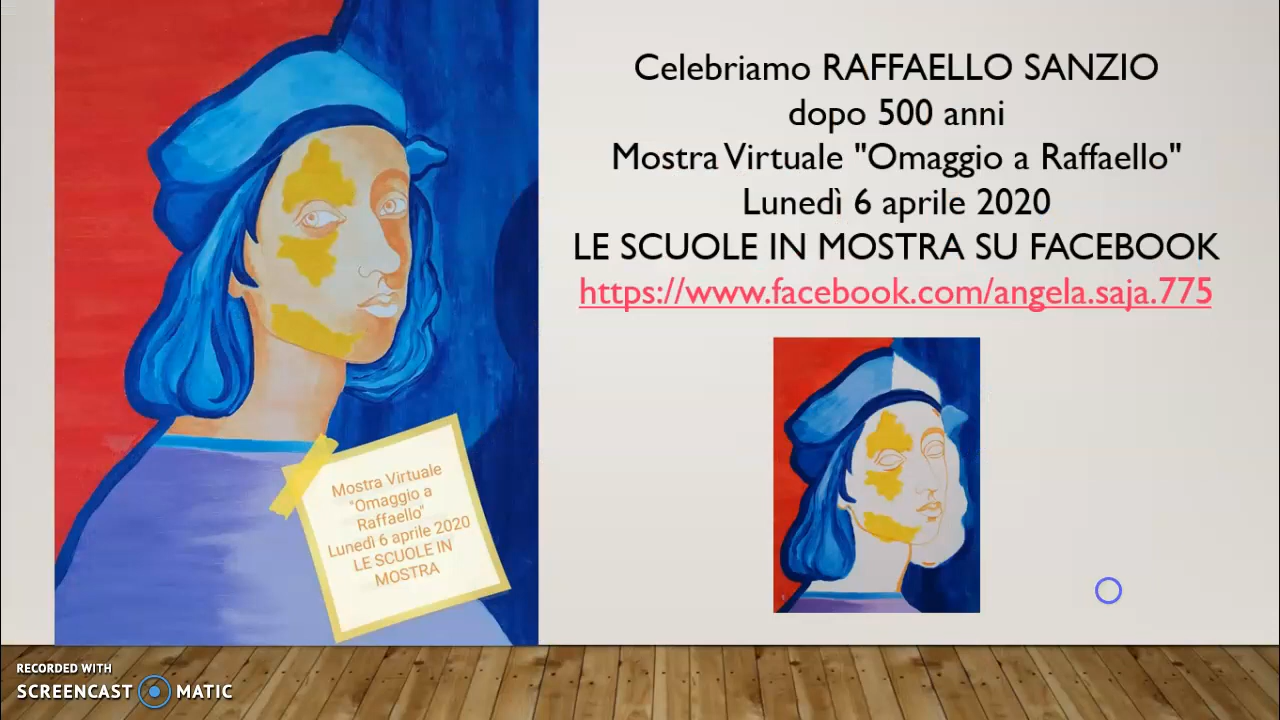 Celebriamo RAFFAELLO SANZIO
dopo 500 anni
Mostra Virtuale "Omaggio a Raffaello"
Lunedì 6 aprile 2020
LE SCUOLE IN MOSTRA SU FACEBOOK
https://www.facebook.com/angela.saja.775
Mostra Virtuale
"Omaggio a
Raffaello"
Lunedì 6 aprile 2020
LE SCUOLE IN
MOSTRA
RECORDED WITH
SCREENCAST MATIC